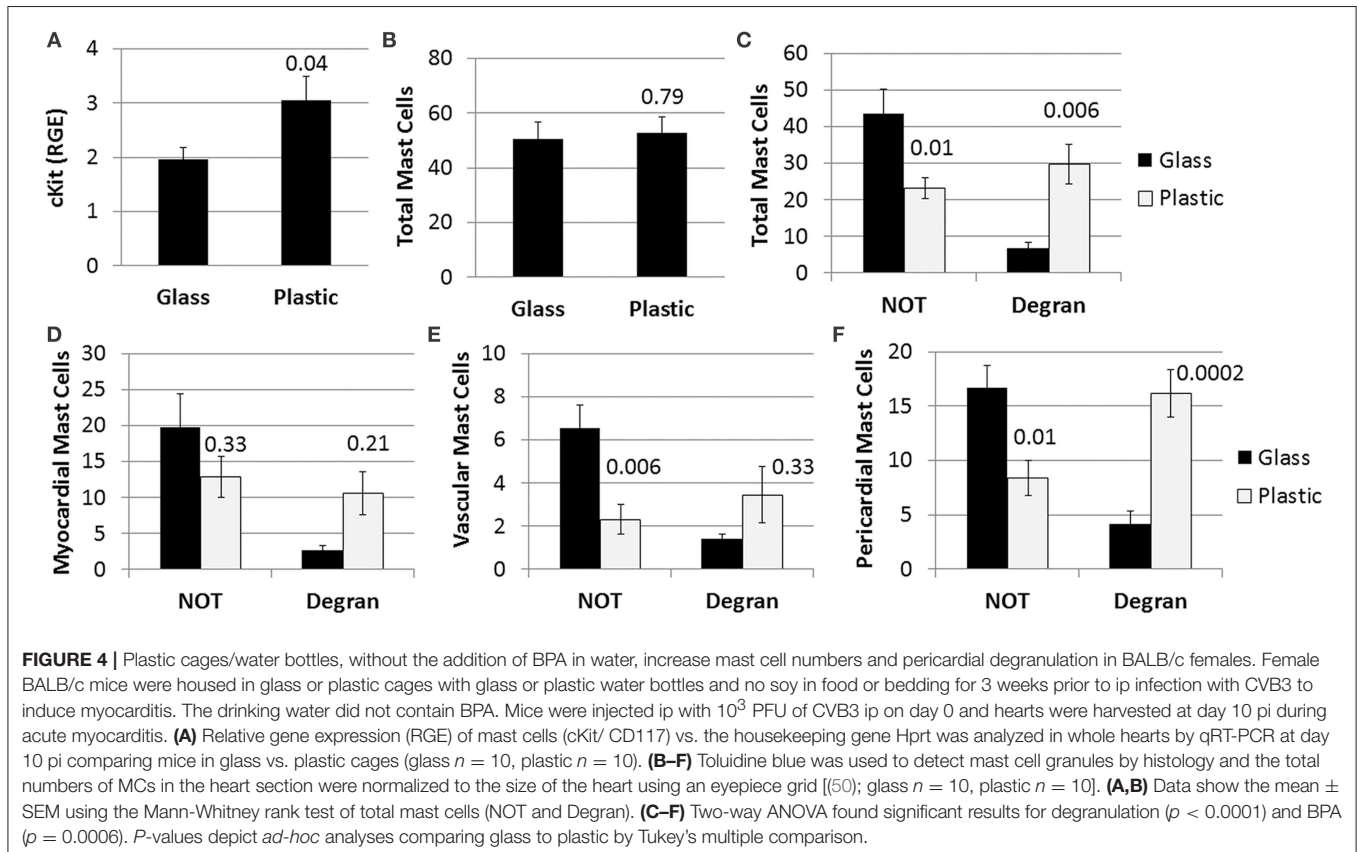 A
cKit (RGE)
4
3
2
1
0
0.04
Glass
Plastic
B
Total Mast Cells
80
60
40
20
0
0.79
Glass
Plastic
C
Total Mast Cells
60
50
40
30
20
10
0
0.01
0.006
NOT
Degran
Glass
Plastic
D
Myocardial Mast Cells
30
25
20
15
10
5
0
0.33
0.21
NOT
Degran
E
Vascular Mast Cells
10
8
6
4
2
0
0.006
0.33
NOT
Degran
F
Pericardial Mast Cells
20
15
10
5
0
0.01
0.0002
NOT
Degran
Glass
Plastic
FIGURE 4 | Plastic cages/water bottles, without the addition of BPA in water, increase mast cell numbers and pericardial degranulation in BALB/c females. Female
BALB/c mice were housed in glass or plastic cages with glass or plastic water bottles and no soy in food or bedding for 3 weeks prior to ip infection with CVB3 to
induce myocarditis. The drinking water did not contain BPA. Mice were injected ip with 10³ PFU of CVB3 ip on day 0 and hearts were harvested at day 10 pi during
acute myocarditis. (A) Relative gene expression (RGE) of mast cells (cKit/ CD117) vs. the housekeeping gene Hprt was analyzed in whole hearts by qRT-PCR at day
10 pi comparing mice in glass vs. plastic cages (glass n = 10, plastic n = 10). (B–F) Toluidine blue was used to detect mast cell granules by histology and the total
numbers of MCs in the heart section were normalized to the size of the heart using an eyepiece grid [(50); glass n = 10, plastic n = 10]. (A,B) Data show the mean ±
SEM using the Mann-Whitney rank test of total mast cells (NOT and Degran). (C–F) Two-way ANOVA found significant results for degranulation (p < 0.0001) and BPA
(p = 0.0006). P-values depict ad-hoc analyses comparing glass to plastic by Tukey's multiple comparison.